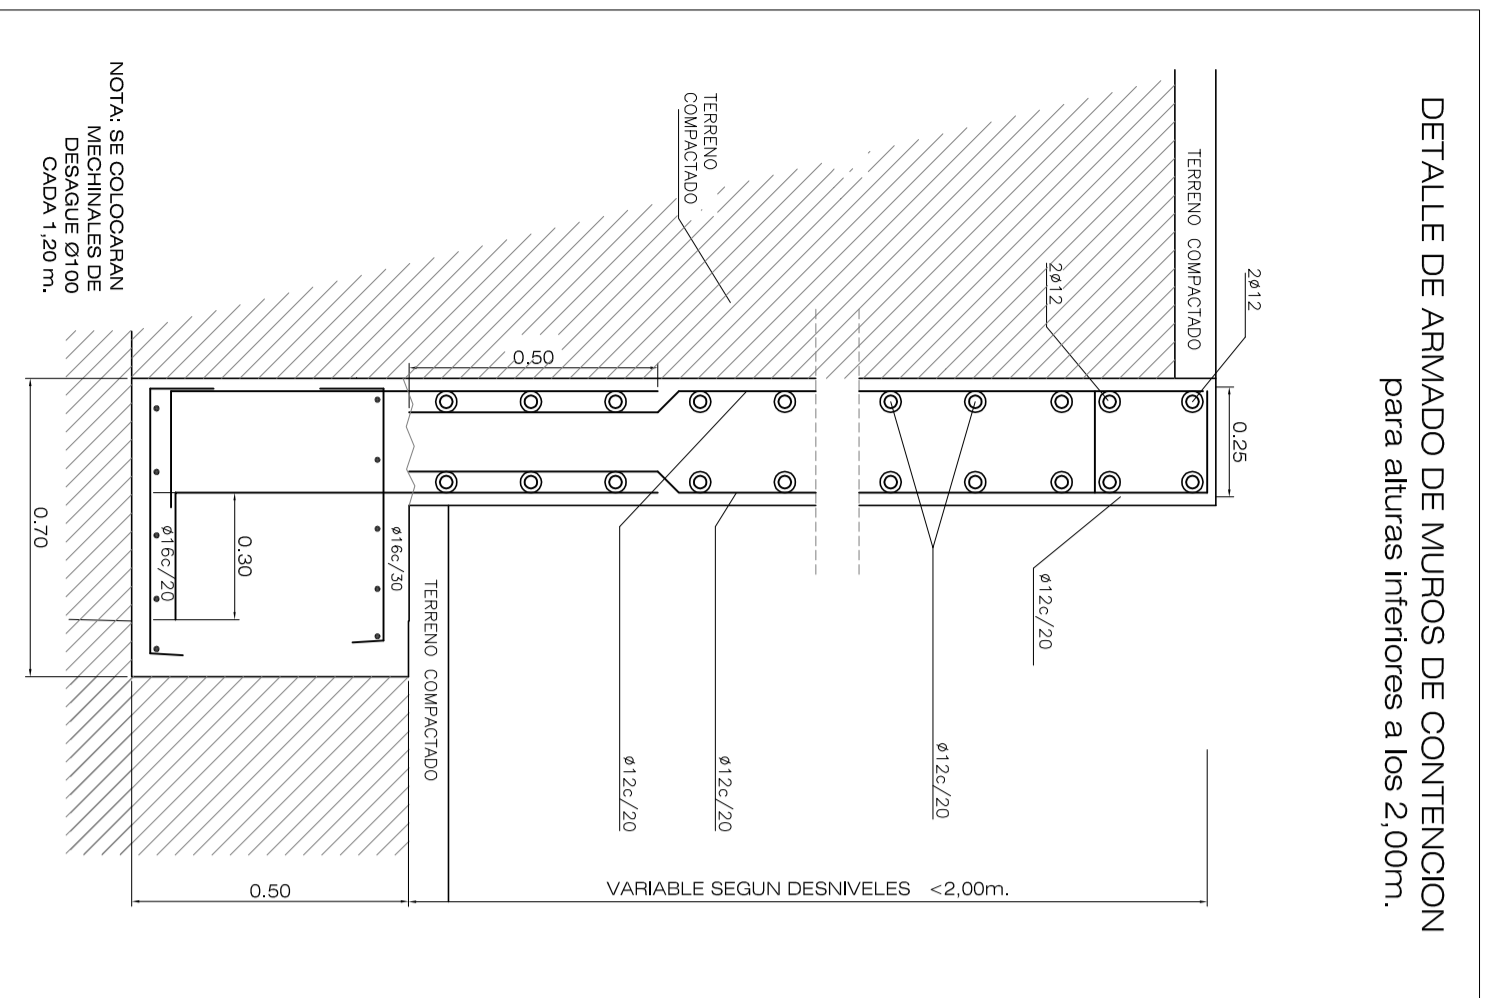 DETALLE DE ARMADO DE MUROS DE CONTENCION
para alturas inferiores a los 2,00m.
2ø12
0.25
TERRENO COMPACTADO
2ø12
ø12c/20
ø12c/20
TERRENO
COMPACTADO
ø12c/20
ø12c/20
VARIABLE SEGUN DESNIVELES <2,00m.
0.50
TERRENO COMPACTADO
ø16c/30
0.30
0.50
ø16c/20
0.70
NOTA: SE COLOCARAN
MECHINALES DE
DESAGUE Ø100
CADA 1,20 m.